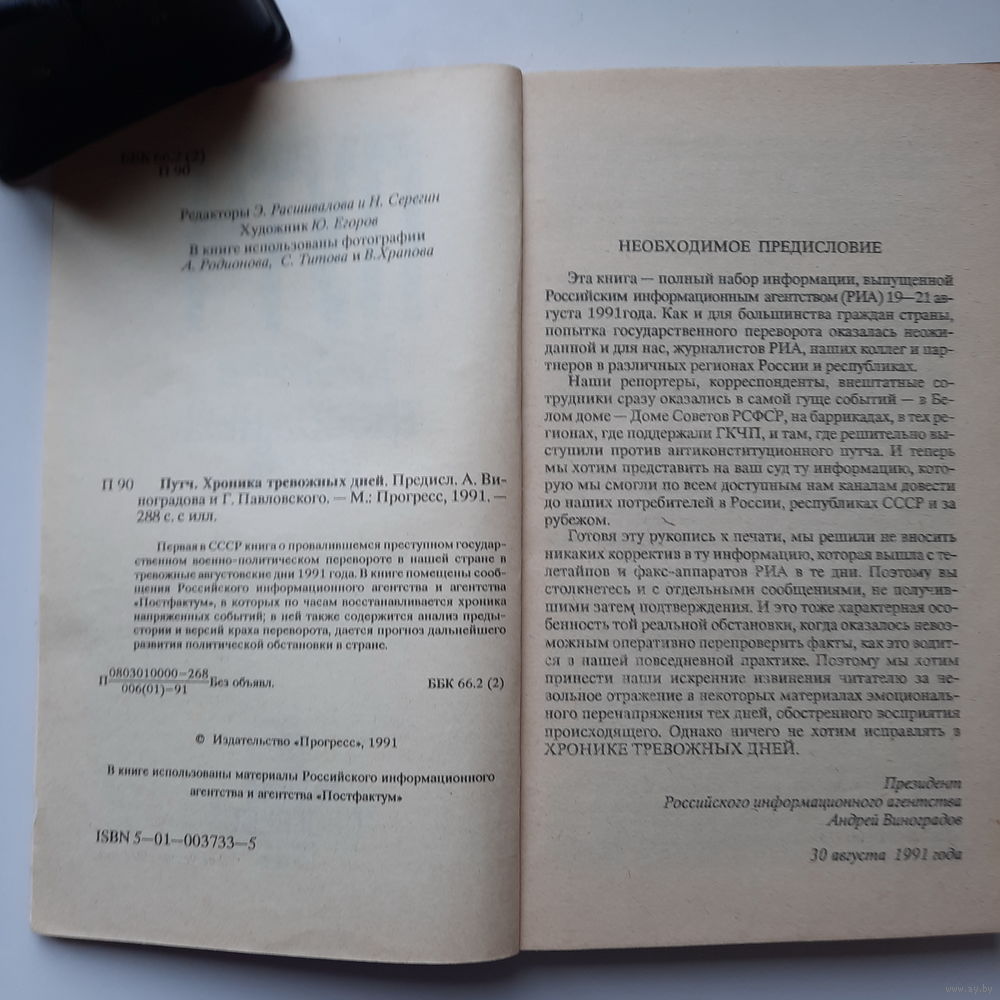 ББК 66.2 (2)
П 90
Редакторы Э. Расшивалова и Н. Серегин
Художник Ю. Егоров
В книге использованы фотографии
А. Родионова, С. Титова и В.Храпова
П 90 Путч. Хроника тревожных дней. Предисл. А. Ви-
ноградова и Г. Павловского. — М.: Прогресс, 1991. —
288 с. с илл.
Первая в СССР книга о провалившемся преступном государ-
ственном военно-политическом перевороте в нашей стране в
тревожные августовские дни 1991 года. В книге помещены сооб-
щения Российского информационного агентства и агентства
«Постфактум», в которых по часам восстанавливается хроника
напряженных событий; в ней также содержится анализ преды-
стории и версий краха переворота, дается прогноз дальнейшего
развития политической обстановки в стране.
П 0803010000—268
006(01)—91 Без объявл. ББК 66.2 (2)
© Издательство «Прогресс», 1991
В книге использованы материалы Российского информационного
агентства и агентства «Постфактум»
ISBN 5—01—003733—5
НЕОБХОДИМОЕ ПРЕДИСЛОВИЕ
Эта книга — полный набор информации, выпущенной
Российским информационным агентством (РИА) 19—21 ав-
густа 1991года. Как и для большинства граждан страны,
попытка государственного переворота оказалась неожи-
данной и для нас, журналистов РИА, наших коллег и пар-
тнеров в различных регионах России и республиках.
Наши репортеры, корреспонденты, внештатные со-
трудники сразу оказались в самой гуще событий — в Бе-
лом доме — Доме Советов РСФСР, на баррикадах, в тех ре-
гионах, где поддержали ГКЧП, и там, где решительно вы-
ступили против антиконституционного путча. И теперь
мы хотим представить на ваш суд ту информацию, кото-
рую мы смогли по всем доступным нам каналам довести
до наших потребителей в России, республиках СССР и за
рубежом.
Готовя эту рукопись к печати, мы решили не вносить
никаких корректив в ту информацию, которая вышла с те-
летайпов и факс-аппаратов РИА в те дни. Поэтому вы
столкнетесь и с отдельными сообщениями, не получив-
шими затем подтверждения. И это тоже характерная осо-
бенность той реальной обстановки, когда оказалось невоз-
можным оперативно перепроверить факты, как это водит-
ся в нашей повседневной практике. Поэтому мы хотим
принести наши искренние извинения читателю за не-
вольное отражение в некоторых материалах эмоциональ-
ного перенапряжения тех дней, обостренного восприятия
происходящего. Однако ничего не хотим исправлять в
ХРОНИКЕ ТРЕВОЖНЫХ ДНЕЙ.
Президент
Российского информационного агентства
Андрей Виноградов
30 августа 1991 года
www.ay.by